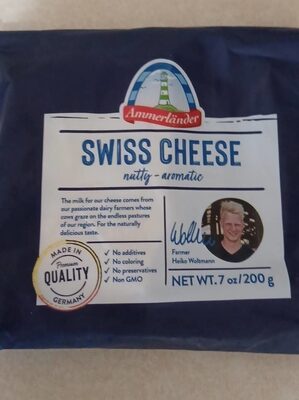 Ammerländer
SWISS CHEESE
nutty - aromatic
The milk for our cheese comes from
our passionate dairy farmers whose
cows graze on the endless pastures
of our region. For the naturally
delicious taste.
✓ No additives
✓ No coloring
✓ No preservatives
✓ Non GMO
Farmer
Heiko Woltmann
NET WT. 7 oz/200 g
MADE IN
Premium
QUALITY
GERMANY